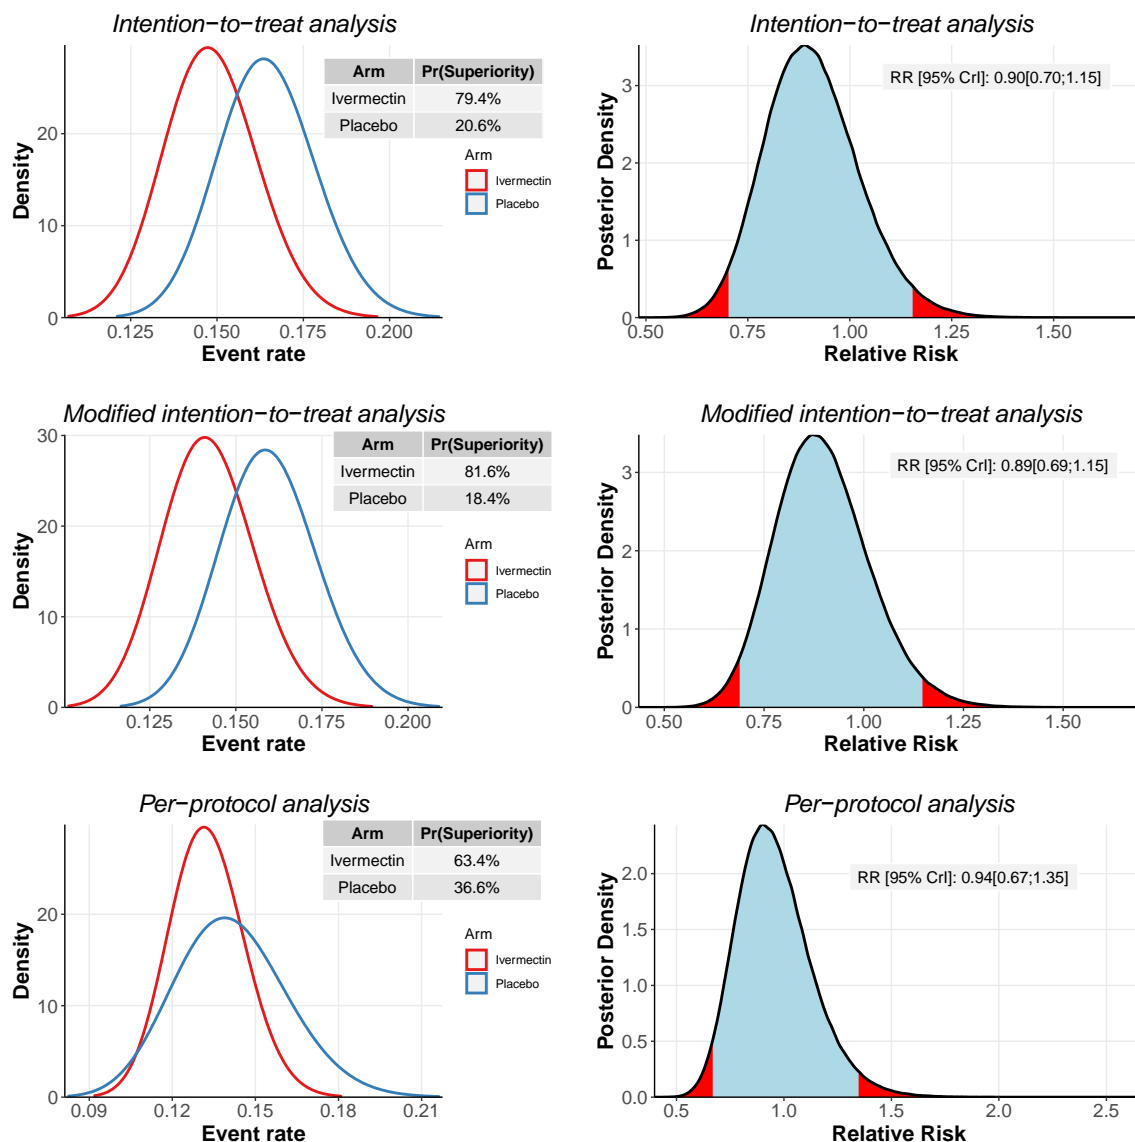 Intention−to−treat analysis
Density
20
10
0
Arm Pr(Superiority)
Ivermectin 79.4%
Placebo 20.6%
Arm
Ivermectin
Placebo
0.125 0.150 0.175 0.200
Event rate
Intention−to−treat analysis
Posterior Density
3
2
1
0
RR [95% CrI]: 0.90[0.70;1.15]
0.50 0.75 1.00 1.25 1.50
Relative Risk
Modified intention−to−treat analysis
Density
30
20
10
0
Arm Pr(Superiority)
Ivermectin 81.6%
Placebo 18.4%
Arm
Ivermectin
Placebo
0.125 0.150 0.175 0.200
Event rate
Modified intention−to−treat analysis
Posterior Density
3
2
1
0
RR [95% CrI]: 0.89[0.69;1.15]
0.50 0.75 1.00 1.25 1.50
Relative Risk
Per−protocol analysis
Density
20
10
0
Arm Pr(Superiority)
Ivermectin 63.4%
Placebo 36.6%
Arm
Ivermectin
Placebo
0.09 0.12 0.15 0.18 0.21
Event rate
Per−protocol analysis
Posterior Density
2.0
1.5
1.0
0.5
0.0
RR [95% CrI]: 0.94[0.67;1.35]
0.5 1.0 1.5 2.0 2.5
Relative Risk